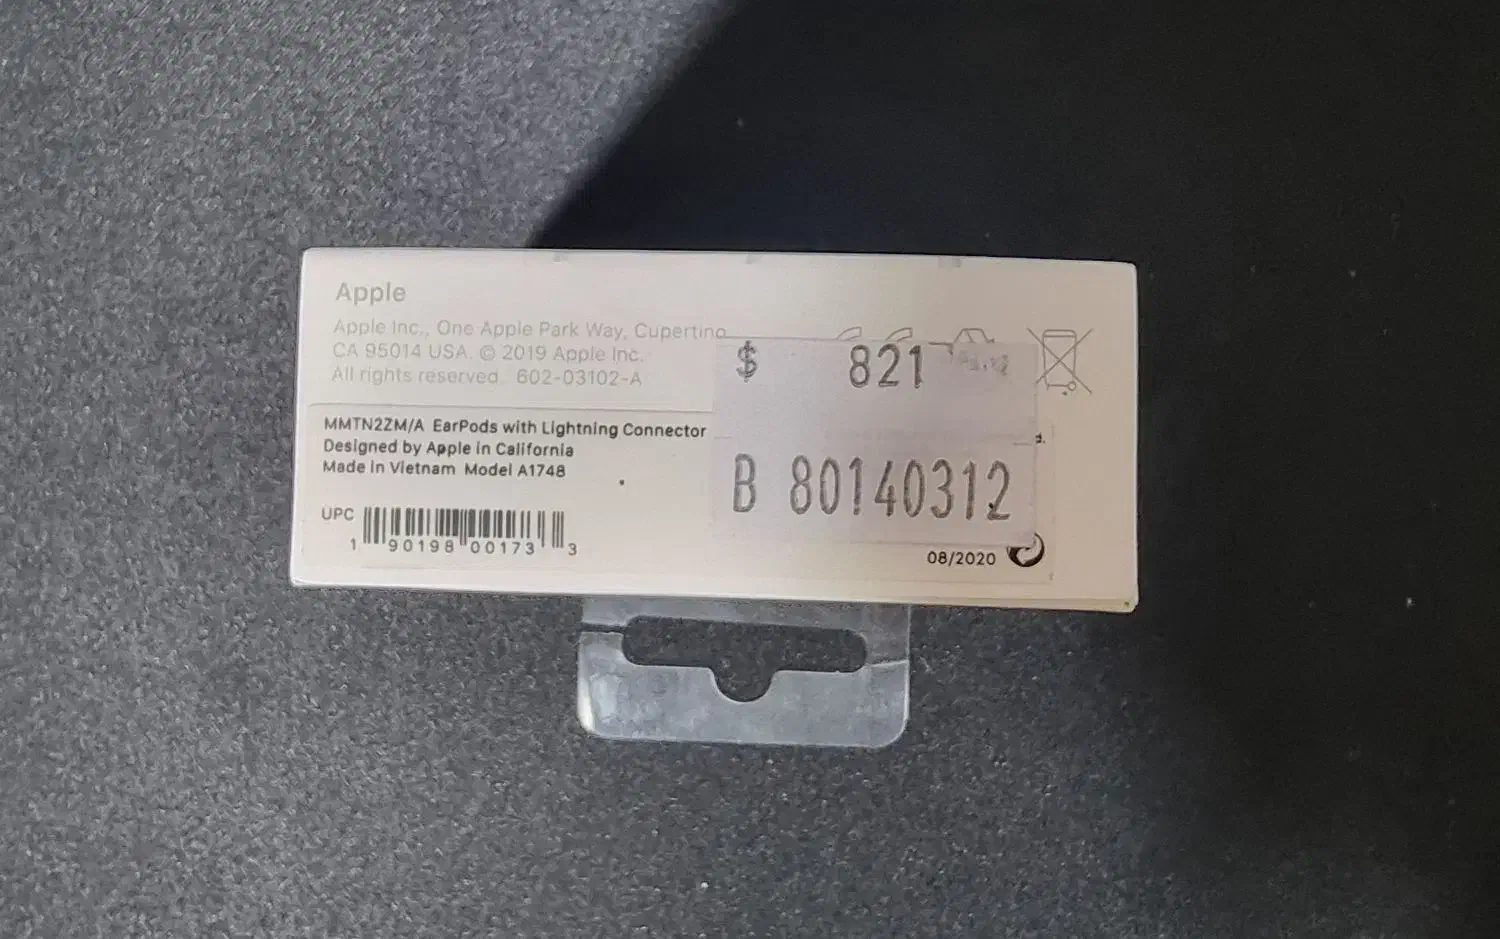 Apple
Apple Inc., One Apple Park Way, Cupertino
CA 95014 USA. © 2019 Apple Inc.
All rights reserved. 602-03102-A
$ 821
MMTN2ZM/A EarPods with Lightning Connector
Designed by Apple in California
Made in Vietnam Model A1748
B 80140312
UPC
1 90198 00173 3
08/2020